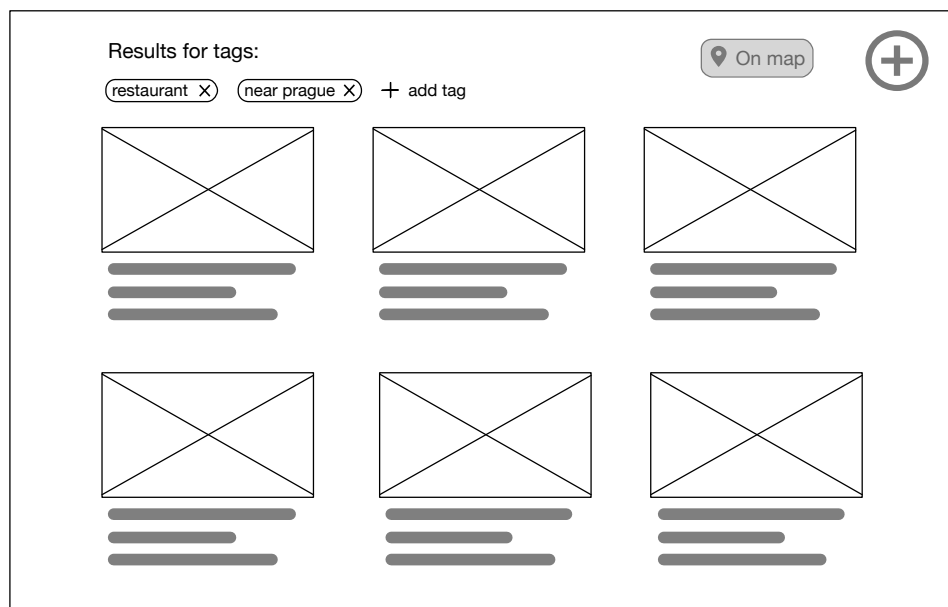 Results for tags:
On map
restaurant
near prague
add tag